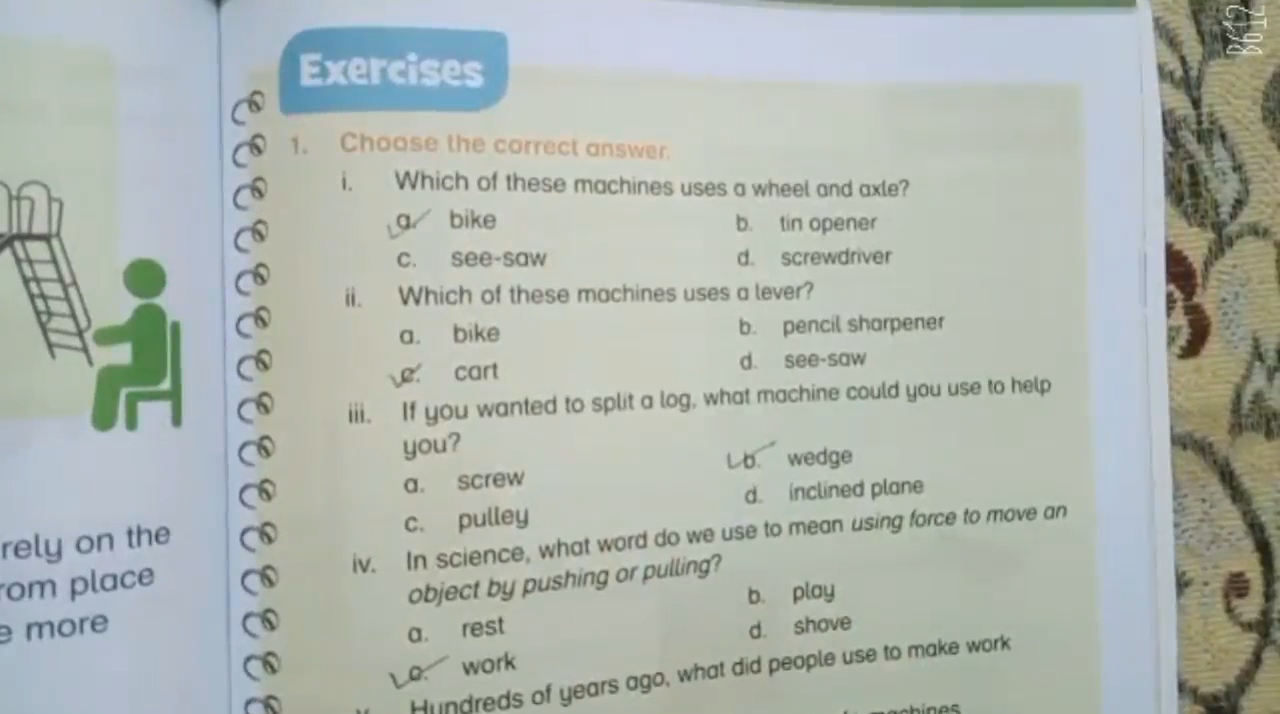 Exercises
1. Choose the correct answer.
i. Which of these machines uses a wheel and axle?
a. bike b. tin opener
c. see-saw d. screwdriver
ii. Which of these machines uses a lever?
a. bike b. pencil sharpener
c. cart d. see-saw
iii. If you wanted to split a log, what machine could you use to help
you?
a. screw b. wedge
c. pulley d. inclined plane
iv. In science, what word do we use to mean using force to move an
object by pushing or pulling?
a. rest b. play
c. work d. shove
Hundreds of years ago, what did people use to make work
rely on the
rom place
e more
B612